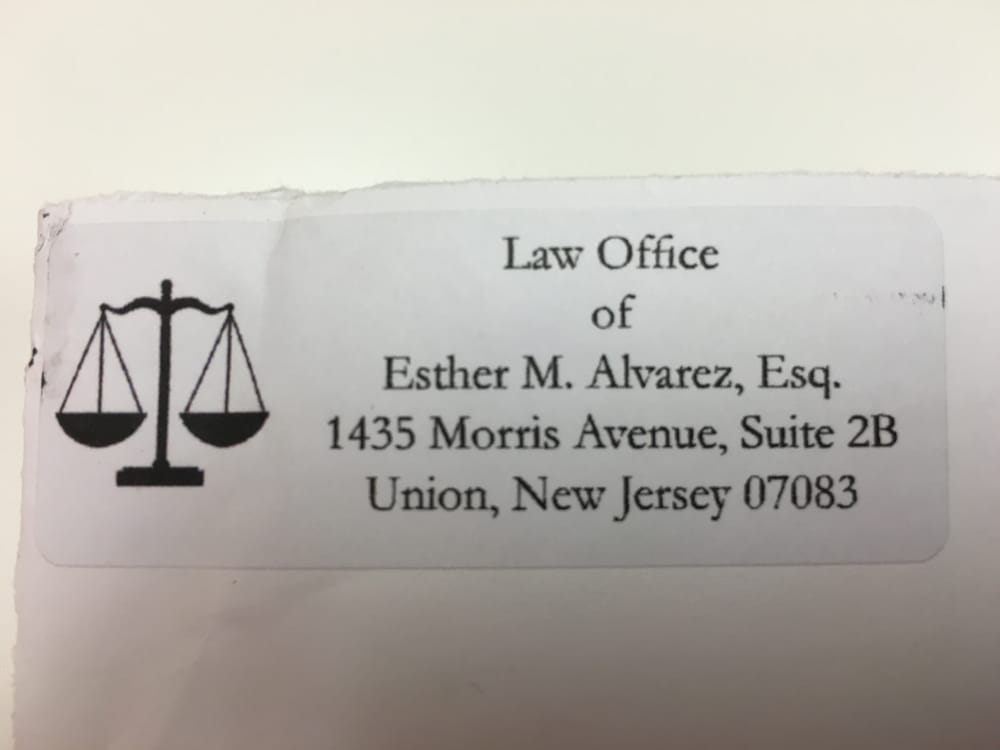 Law Office
of
Esther M. Alvarez, Esq.
1435 Morris Avenue, Suite 2B
Union, New Jersey 07083